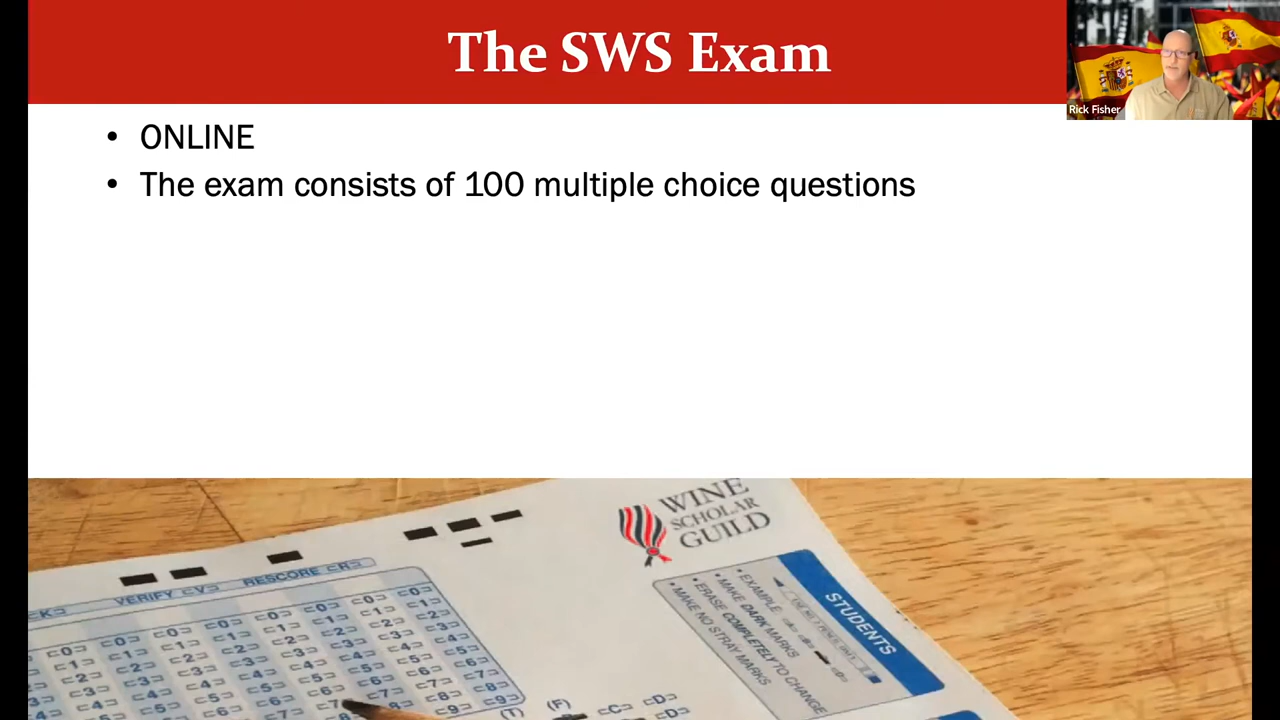 The SWS Exam
Rick Fisher
• ONLINE
• The exam consists of 100 multiple choice questions
WINE
SCHOLAR
GUILD
VERIFY
RESCORE
STUDENTS
• EXAMPLE:
• MAKE DARK MARKS
• ERASE COMPLETELY TO CHANGE
• MAKE NO STRAY MARKS